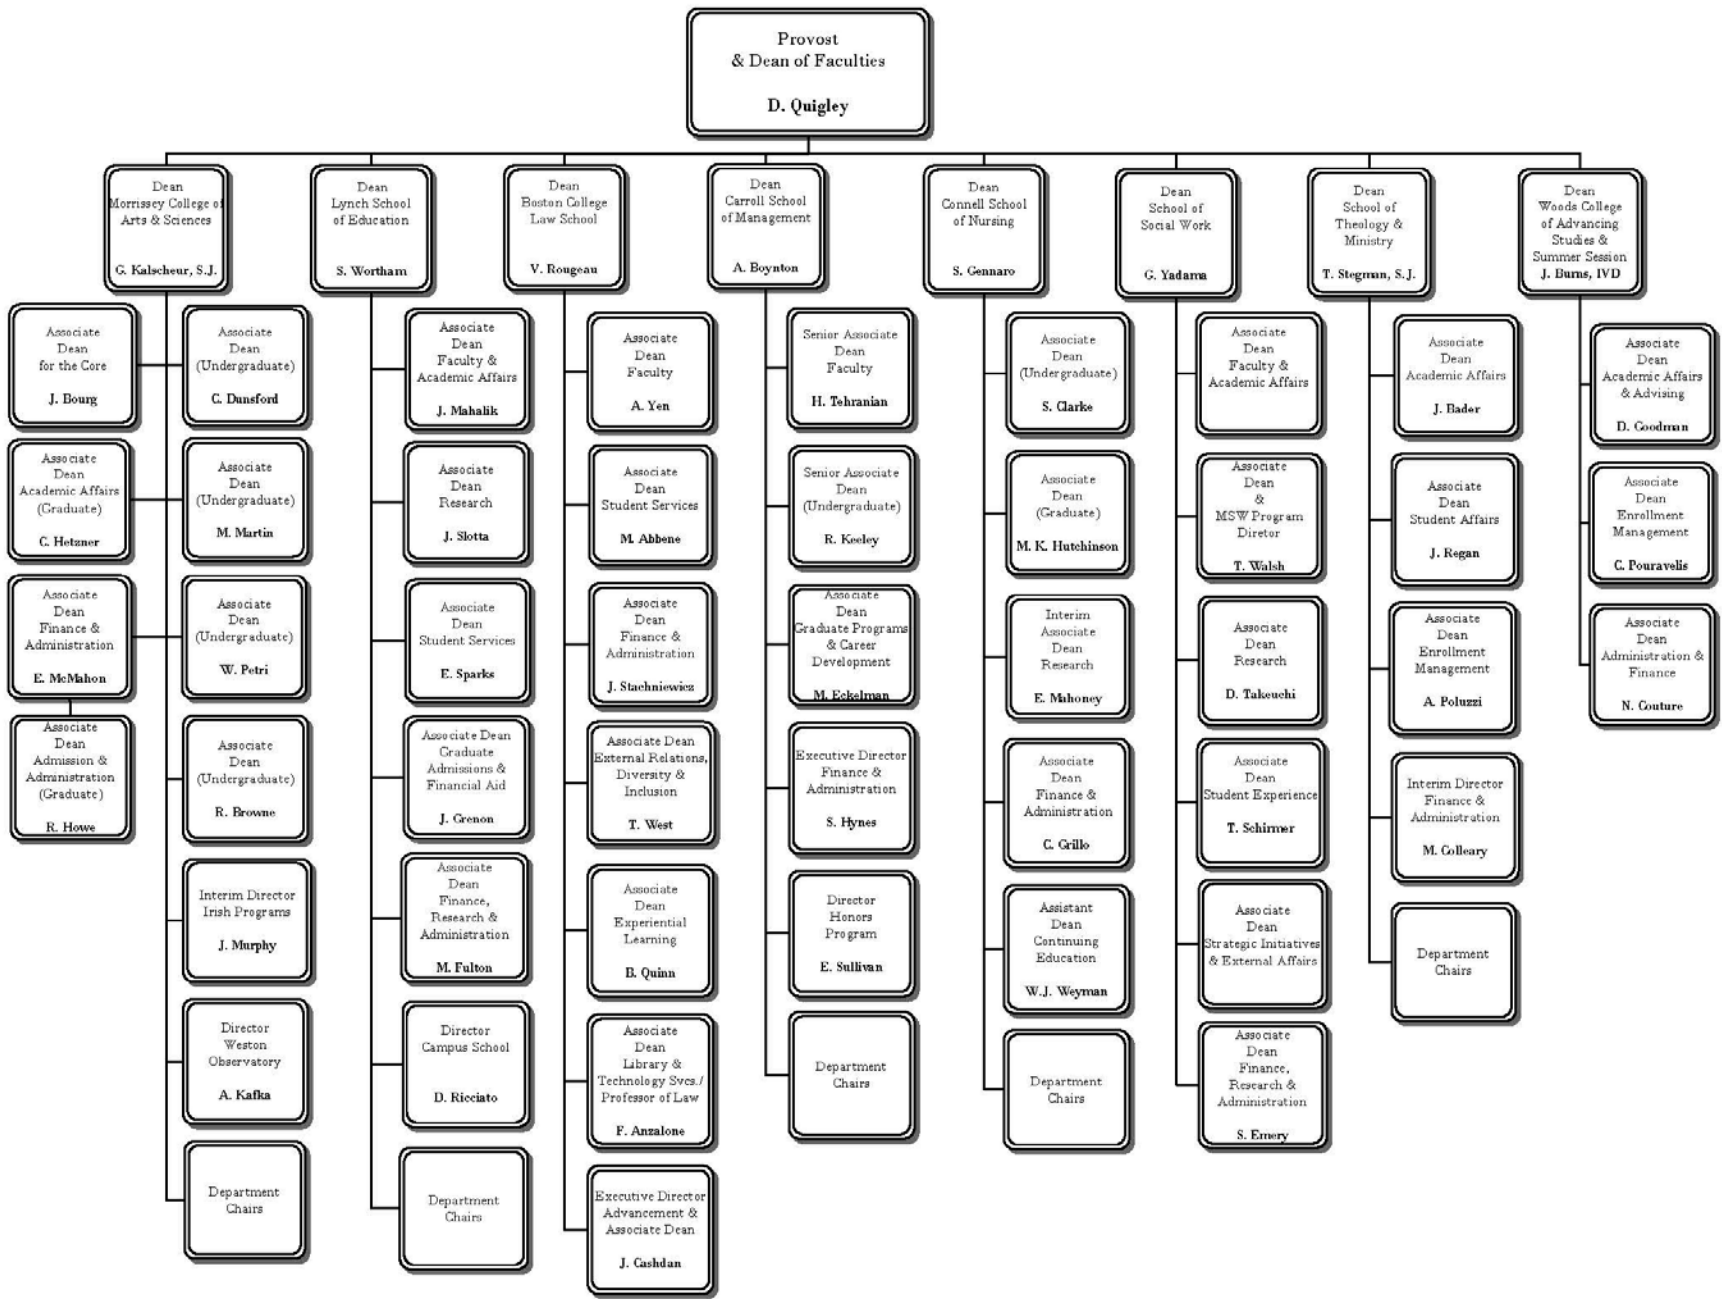 Provost
& Dean of Faculties
D. Quigley
Dean
Morrissey College of
Arts & Sciences
G. Kalscheur, S.J.
Dean
Lynch School
of Education
S. Wortham
Dean
Boston College
Law School
V. Rougeau
Dean
Carroll School
of Management
A. Boynton
Dean
Connell School
of Nursing
S. Gennaro
Dean
School of
Social Work
G. Yadama
Dean
School of
Theology &
Ministry
T. Stegman, S.J.
Dean
Woods College
of Advancing
Studies &
Summer Session
J. Burns, IVD
Associate
Dean
for the Core
J. Bourg
Associate
Dean
Academic Affairs
(Graduate)
C. Hetzner
Associate
Dean
Finance &
Administration
E. McMahon
Associate
Dean
Admission &
Administration
(Graduate)
R. Howe
Associate
Dean
(Undergraduate)
C. Dunsford
Associate
Dean
(Undergraduate)
M. Martin
Associate
Dean
(Undergraduate)
W. Petri
Associate
Dean
(Undergraduate)
R. Browne
Interim Director
Irish Programs
J. Murphy
Director
Weston
Observatory
A. Kafka
Department
Chairs
Associate
Dean
Faculty &
Academic Affairs
J. Mahalik
Associate
Dean
Research
J. Slotta
Associate
Dean
Student Services
E. Sparks
Associate Dean
Graduate
Admissions &
Financial Aid
J. Grenon
Associate
Dean
Finance,
Research &
Administration
M. Fulton
Director
Campus School
D. Ricciato
Department
Chairs
Associate
Dean
Faculty
A. Yen
Associate
Dean
Student Services
M. Abbene
Associate
Dean
Finance &
Administration
J. Stachniewicz
Associate Dean
External Relations,
Diversity &
Inclusion
T. West
Associate
Dean
Experiential
Learning
B. Quinn
Associate
Dean
Library &
Technology Svcs./
Professor of Law
F. Anzalone
Executive Director
Advancement &
Associate Dean
J. Cashdan
Senior Associate
Dean
Faculty
H. Tehranian
Senior Associate
Dean
(Undergraduate)
R. Keeley
Associate
Dean
Graduate Programs
& Career
Development
M. Eckelman
Executive Director
Finance &
Administration
S. Hynes
Director
Honors
Program
E. Sullivan
Department
Chairs
Associate
Dean
(Undergraduate)
S. Clarke
Associate
Dean
(Graduate)
M. K. Hutchinson
Interim
Associate
Dean
Research
E. Mahoney
Associate
Dean
Finance &
Administration
C. Grillo
Assistant
Dean
Continuing
Education
W.J. Weyman
Department
Chairs
Associate
Dean
Faculty &
Academic Affairs
Associate
Dean
&
MSW Program
Diretor
T. Walsh
Associate
Dean
Research
D. Takeuchi
Associate
Dean
Student Experience
T. Schirmer
Associate
Dean
Strategic Initiatives
& External Affairs
Associate
Dean
Finance,
Research &
Administration
S. Emery
Associate
Dean
Academic Affairs
J. Bader
Associate
Dean
Student Affairs
J. Regan
Associate
Dean
Enrollment
Management
A. Poluzzi
Interim Director
Finance &
Administration
M. Colleary
Department
Chairs
Associate
Dean
Academic Affairs
& Advising
D. Goodman
Associate
Dean
Enrollment
Management
C. Pouravelis
Associate
Dean
Administration &
Finance
N. Couture